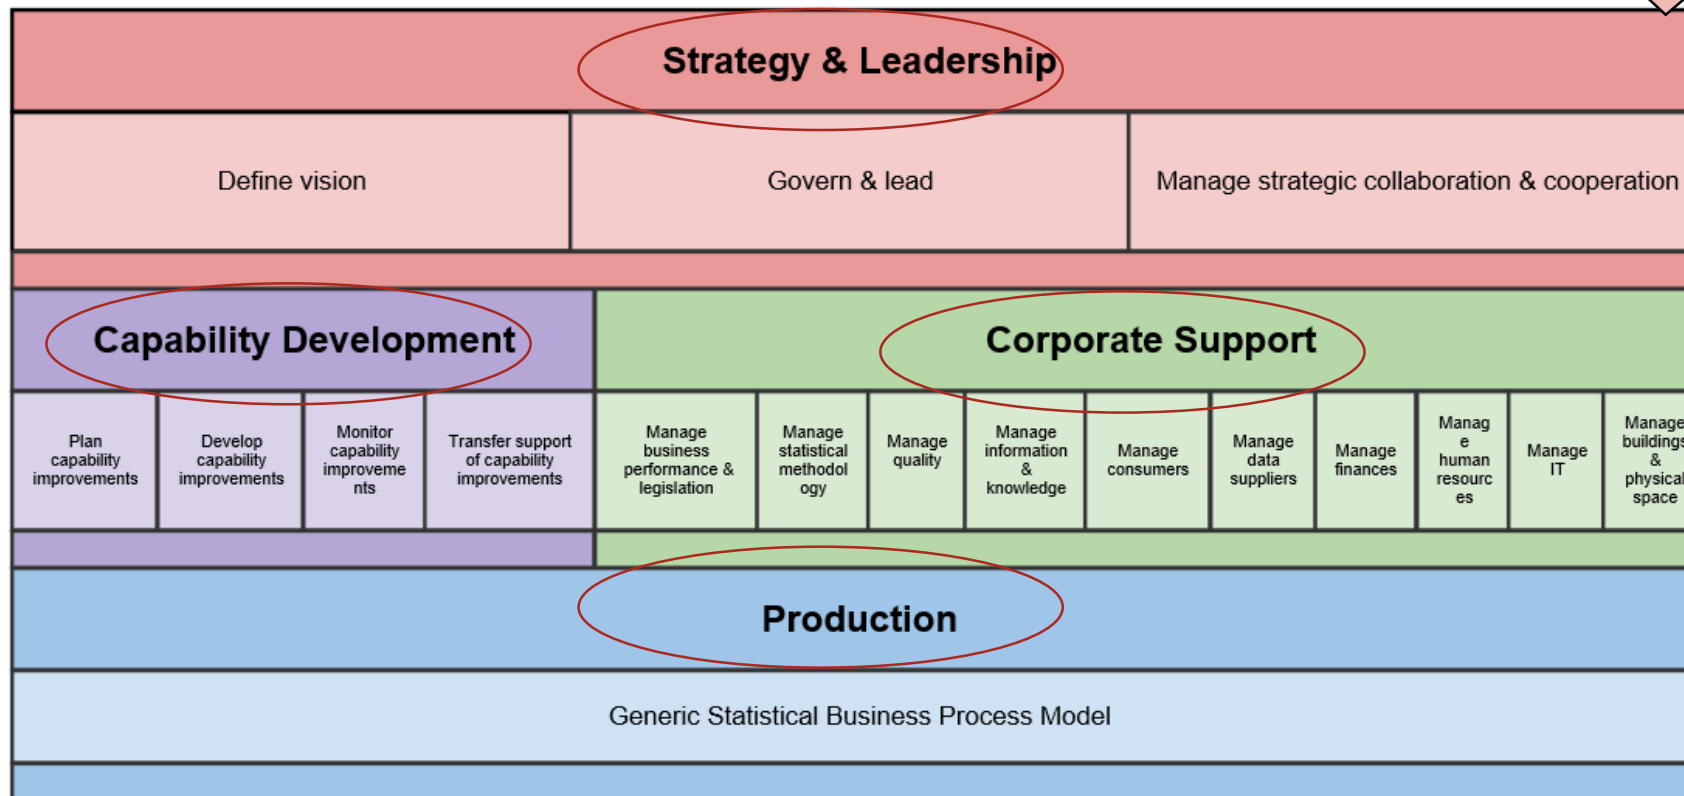 Strategy & Leadership
Define vision
Govern & lead
Manage strategic collaboration & cooperation
Capability Development
Corporate Support
Plan
capability
improvements
Develop
capability
improvements
Monitor
capability
improveme
nts
Transfer support
of capability
improvements
Manage
business
performance &
legislation
Manage
statistical
methodol
ogy
Manage
quality
Manage
information
&
knowledge
Manage
consumers
Manage
data
suppliers
Manage
finances
Manag
e
human
resourc
es
Manage
IT
Manage
buildings
&
physical
space
Production
Generic Statistical Business Process Model